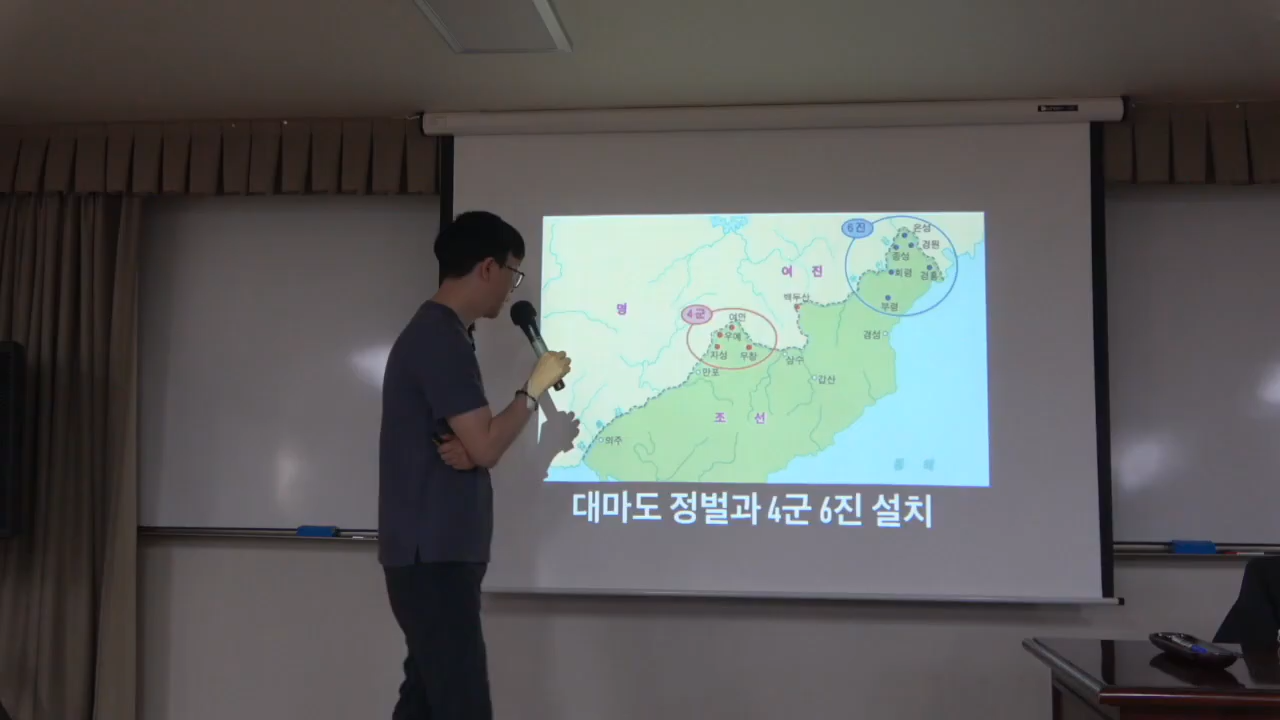 6진
온성
경원
종성
여 진
회령
경흥
백두산
명
부령
4군
여연
우예
경성
자성
무창
삼수
만포
갑산
조 선
의주
동 해
대마도 정벌과 4군 6진 설치